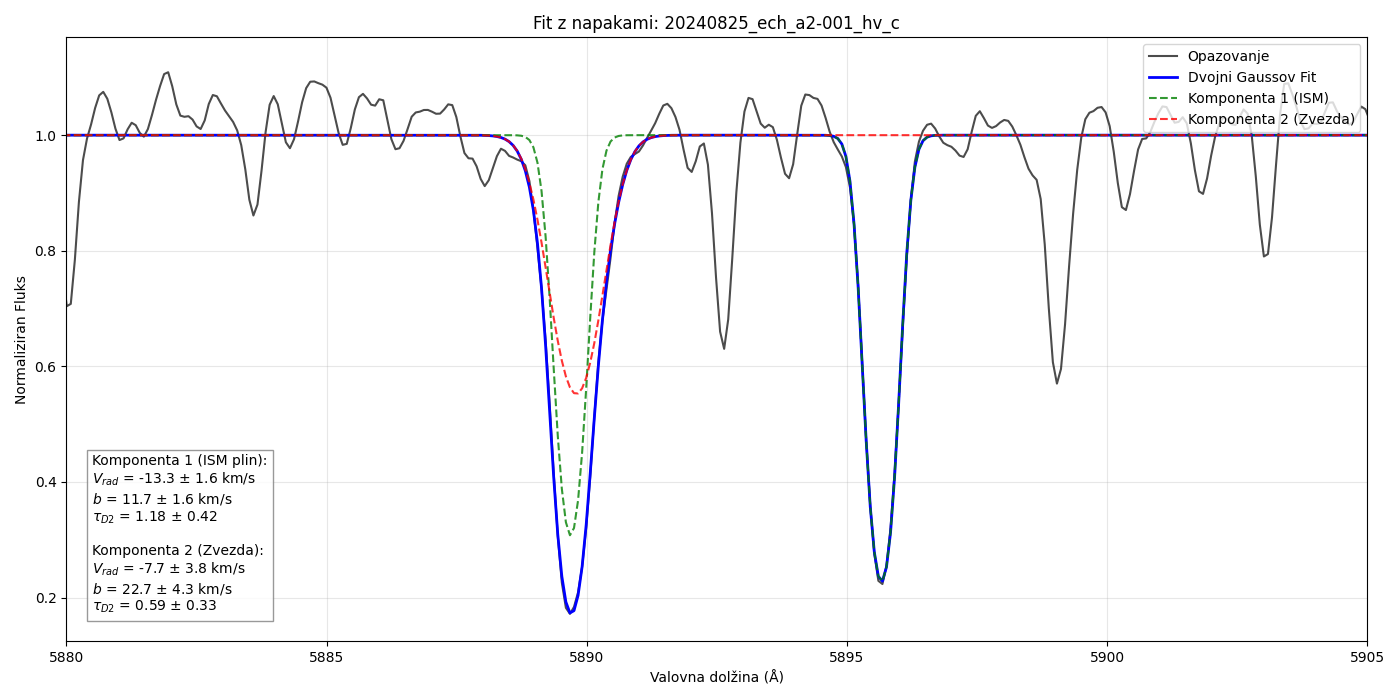 Fit z napakami: 20240825_ech_a2-001_hv_c
Opazovanje
Dvojni Gaussov Fit
Komponenta 1 (ISM)
Komponenta 2 (Zvezda)
Normaliziran Fluks
1.0
0.8
0.6
0.4
0.2
Komponenta 1 (ISM plin):
V_rad = -13.3 ± 1.6 km/s
b = 11.7 ± 1.6 km/s
τ_D2 = 1.18 ± 0.42
Komponenta 2 (Zvezda):
V_rad = -7.7 ± 3.8 km/s
b = 22.7 ± 4.3 km/s
τ_D2 = 0.59 ± 0.33
5880 5885 5890 5895 5900 5905
Valovna dolžina (Å)